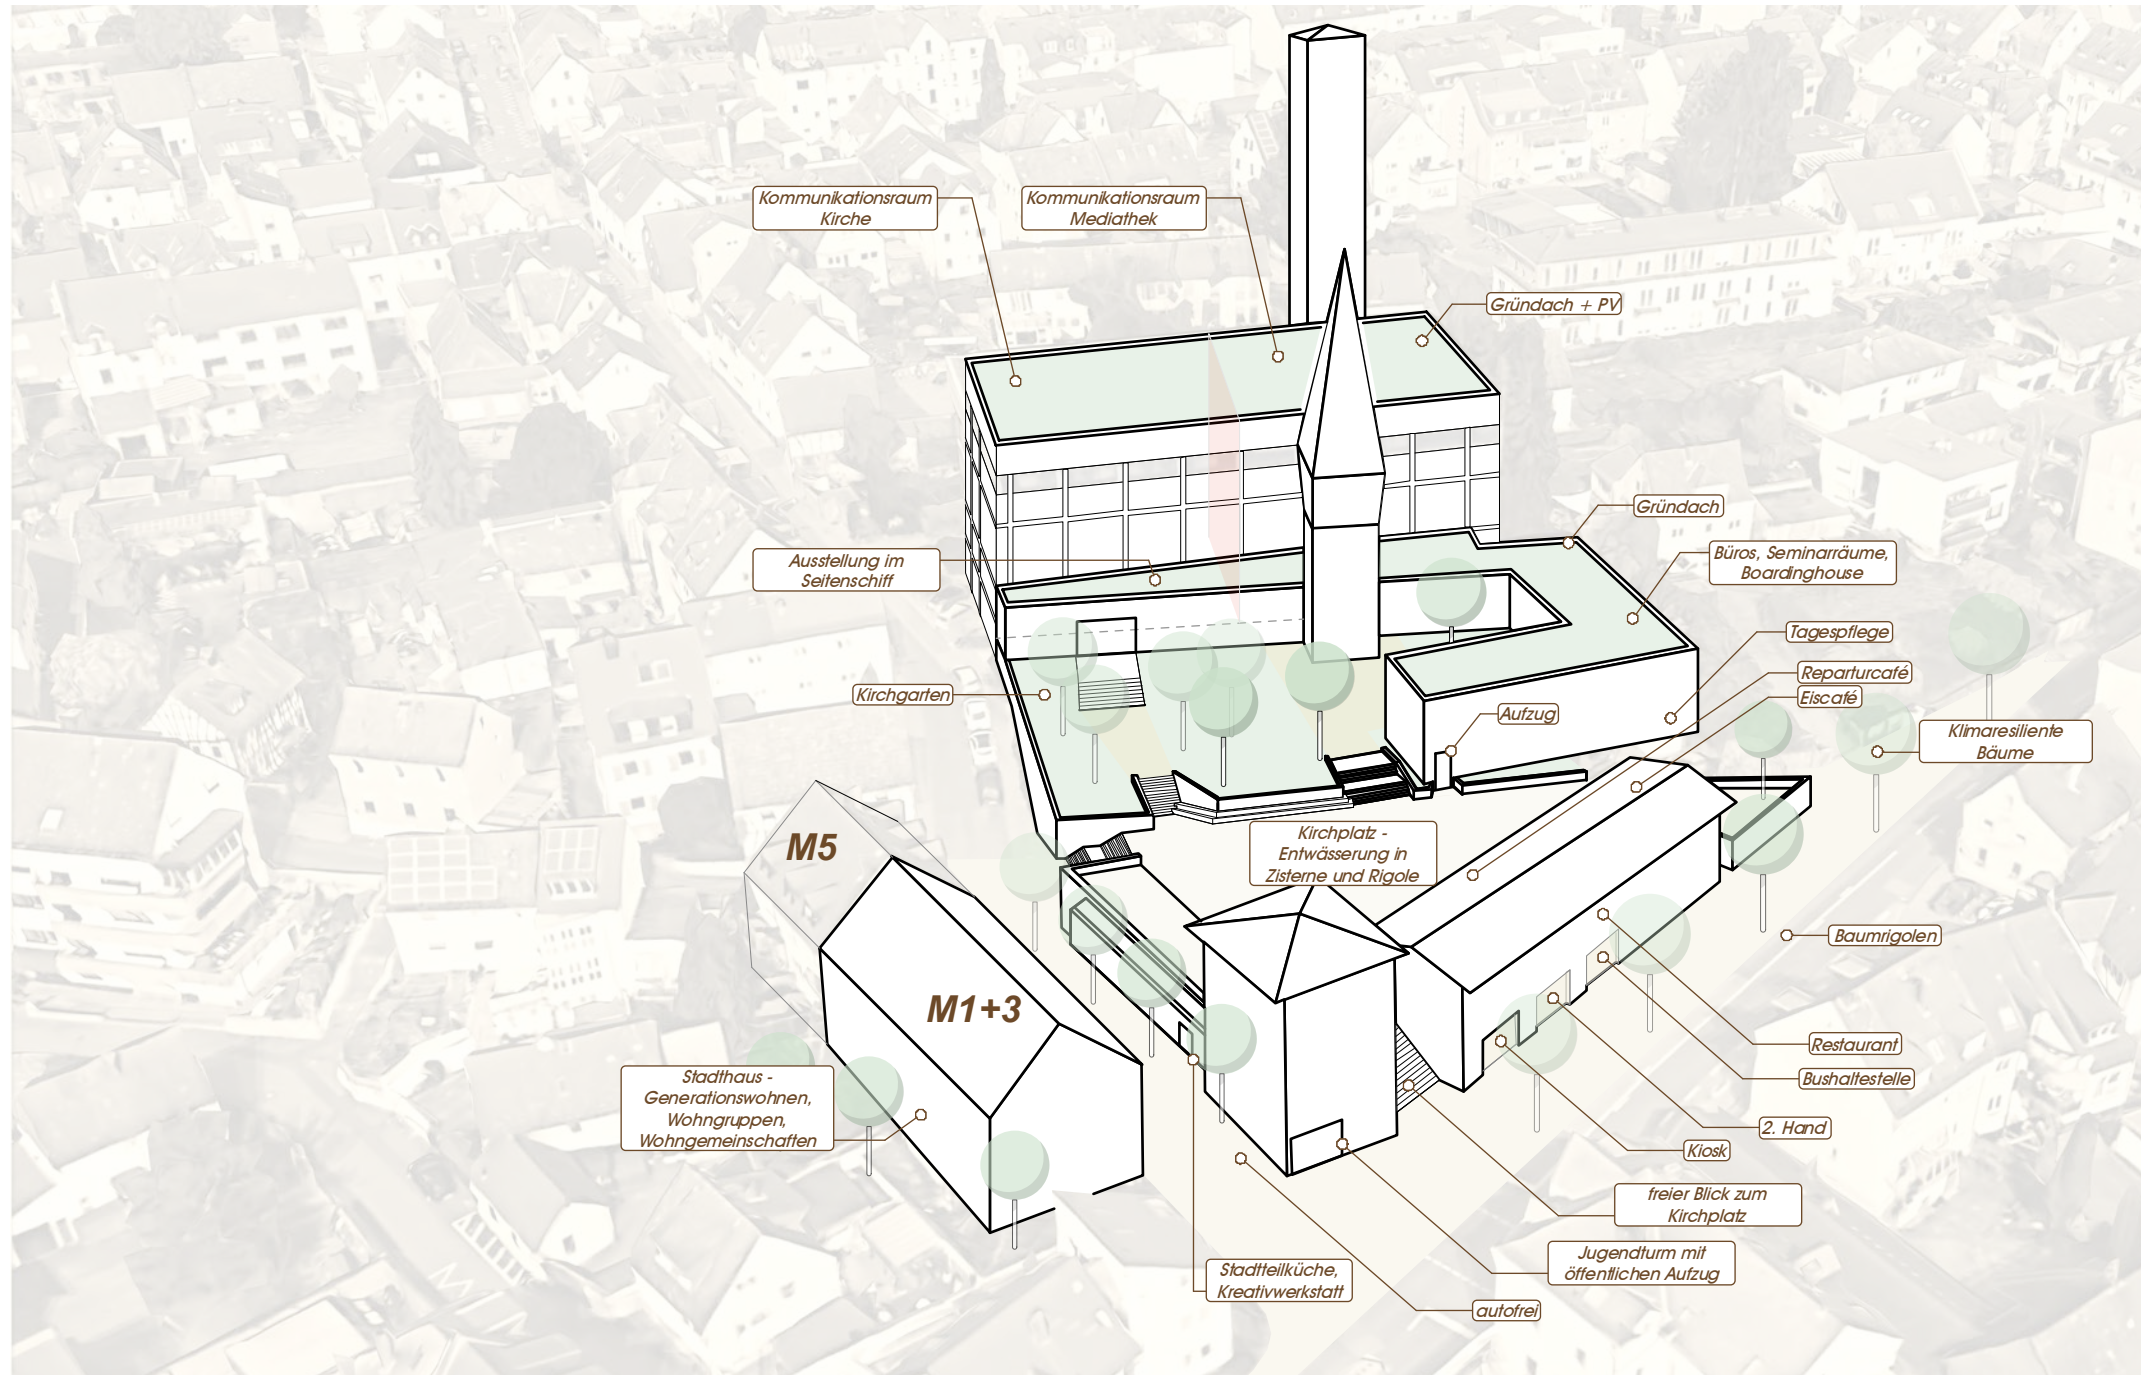 Kommunikationsraum
Kirche
Kommunikationsraum
Mediathek
Gründach + PV
Gründach
Büros, Seminarräume,
Boardinghouse
Ausstellung im
Seitenschiff
Tagespflege
Reparturcafé
Eiscafé
Kirchgarten
Aufzug
Klimaresiliente
Bäume
M5
Kirchplatz -
Entwässerung in
Zisterne und Rigole
Baumrigolen
M1+3
Restaurant
Bushaltestelle
Stadthaus -
Generationswohnen,
Wohngruppen,
Wohngemeinschaften
2. Hand
Kiosk
freier Blick zum
Kirchplatz
Jugendturm mit
öffentlichen Aufzug
Stadtteilküche,
Kreativwerkstatt
autofrei